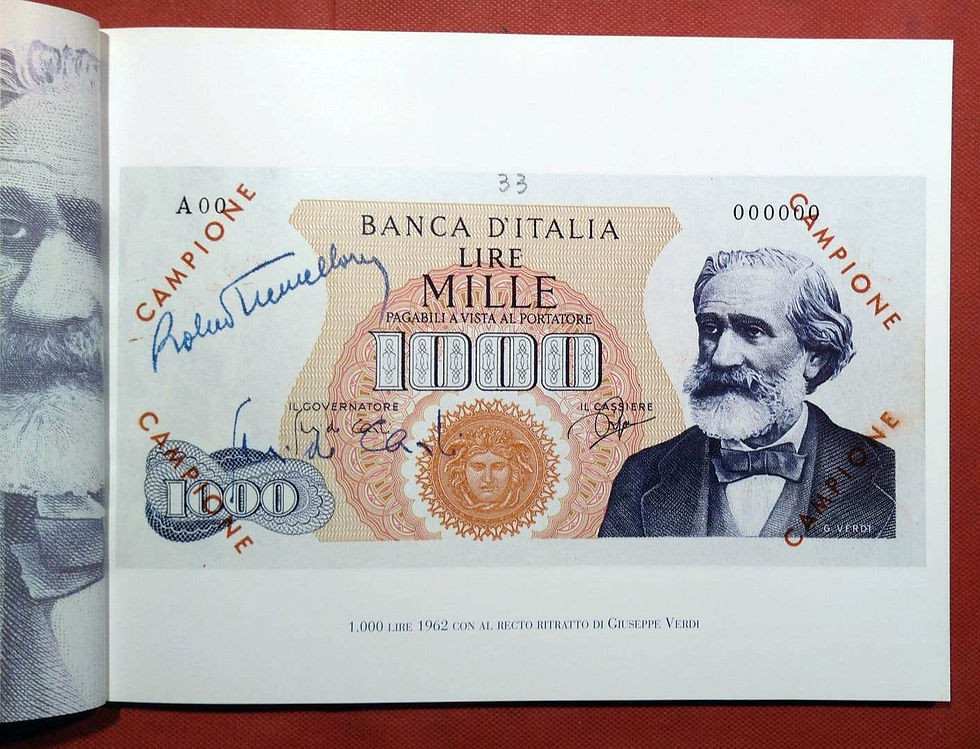 33
A00
000000
CAMPIONE
CAMPIONE
BANCA D'ITALIA
LIRE
MILLE
PAGABILI A VISTA AL PORTATORE
1000
IL GOVERNATORE
IL CASSIERE
CAMPIONE
CAMPIONE
1000
G. VERDI
1.000 LIRE 1962 CON AL RECTO RITRATTO DI GIUSEPPE VERDI